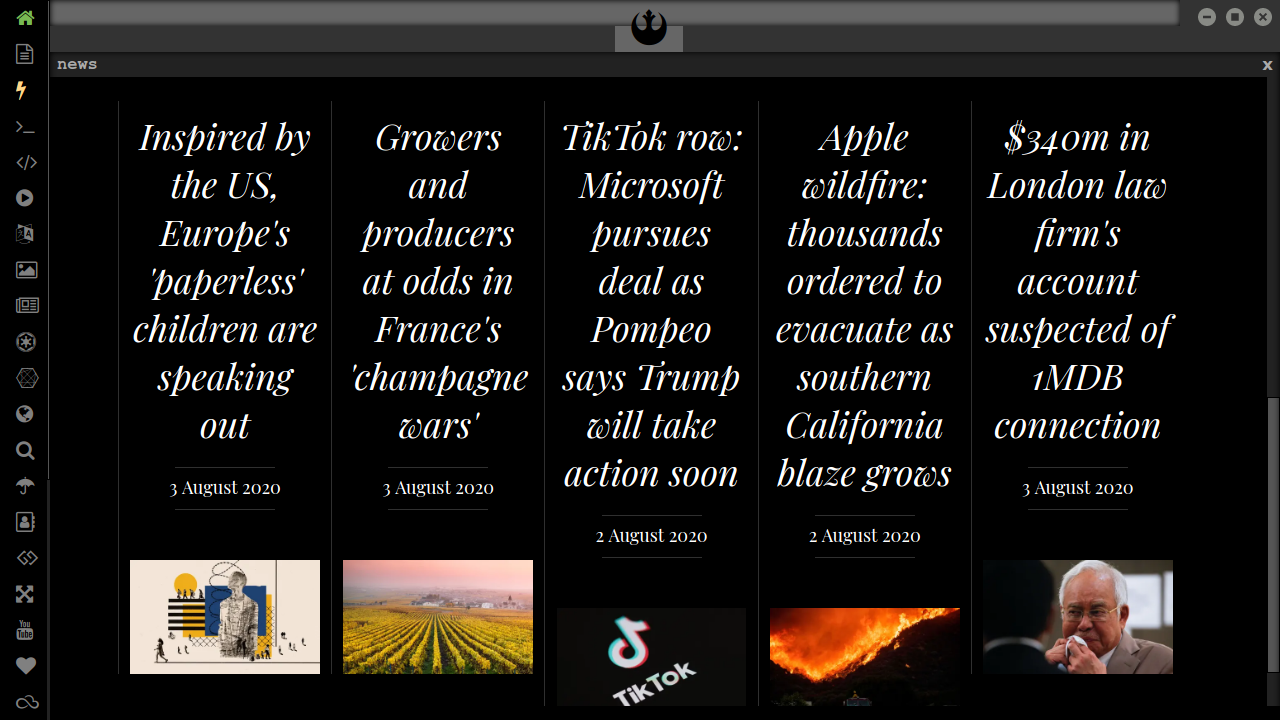 news
x
Inspired by
the US,
Europe's
'paperless'
children are
speaking
out
3 August 2020
Growers
and
producers
at odds in
France's
'champagne
wars'
3 August 2020
TikTok row:
Microsoft
pursues
deal as
Pompeo
says Trump
will take
action soon
2 August 2020
TikTok
Apple
wildfire:
thousands
ordered to
evacuate as
southern
California
blaze grows
2 August 2020
$340m in
London law
firm's
account
suspected of
1MDB
connection
3 August 2020
You
Tube